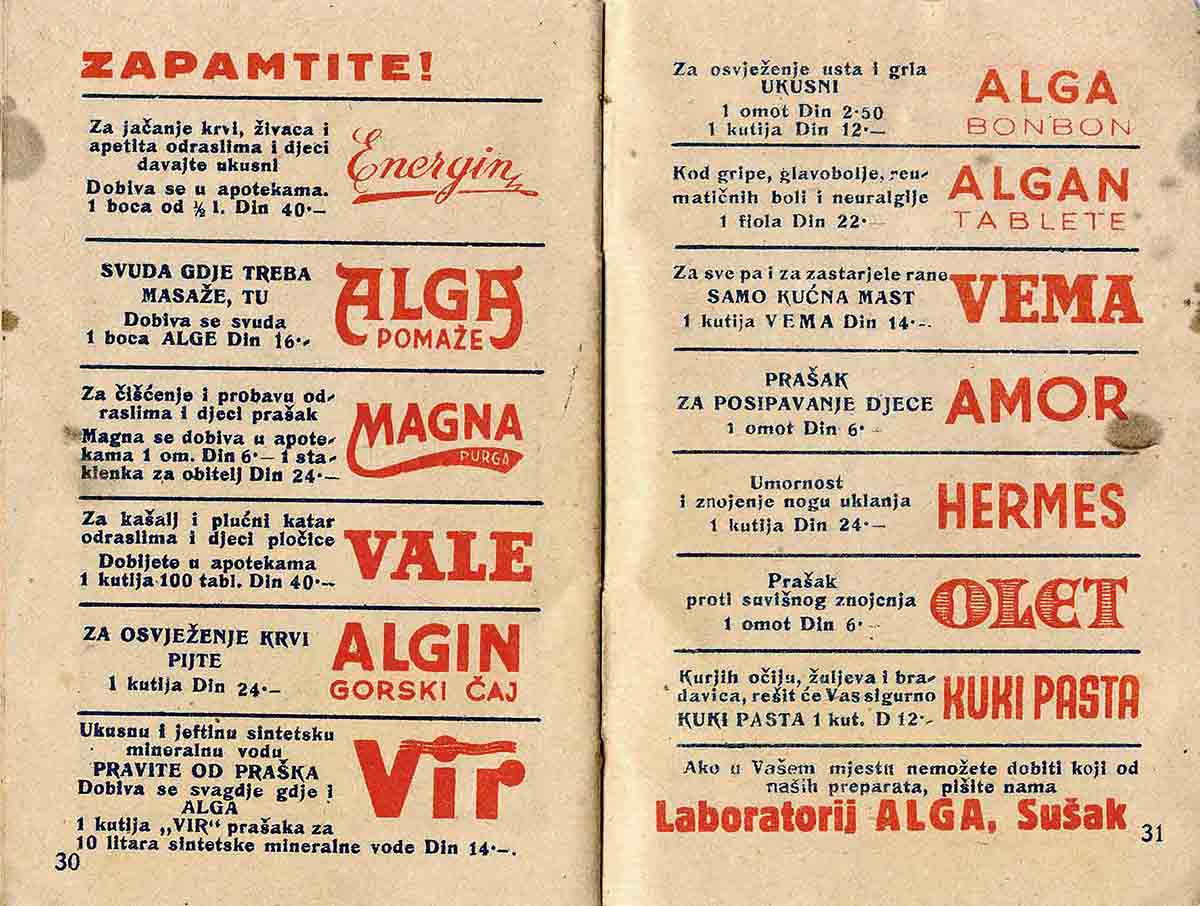 ZAPAMTITE!
Za jačanje krvi, živaca i
apetita odraslima i djeci
davajte ukusni
Dobiva se u apotekama.
1 boca od ½ l. Din 40·—
Energin
SVUDA GDJE TREBA
MASAŽE, TU
Dobiva se svuda
1 boca ALGE Din 16·-
ALGA
POMAŽE
Za čišćenje i probavu od-
raslima i djeci prašak
Magna se dobiva u apote-
kama 1 om. Din 6·— 1 sta-
klenka za obitelj Din 24·—
MAGNA
PURGA
Za kašalj i plućni katar
odraslima i djeci pločice
Dobijete u apotekama
1 kutija 100 tabl. Din 40·—
VALE
ZA OSVJEŽENJE KRVI
PIJTE
1 kutija Din 24·—
ALGIN
GORSKI ČAJ
Ukusnu i jeftinu sintetsku
mineralnu vodu
PRAVITE OD PRAŠKA
Dobiva se svagdje gdje i
ALGA
1 kutija „VIR“ prašaka za
10 litara sintetske mineralne vode Din 14·—.
Vir
30
Za osvježenje usta i grla
UKUSNI
1 omot Din 2·50
1 kutija Din 12·—
ALGA
BONBON
Kod gripe, glavobolje, reu-
matičnih boli i neuralgije
1 fiola Din 22·—
ALGAN
TABLETE
Za sve pa i za zastarjele rane
SAMO KUĆNA MAST
1 kutija VEMA Din 14·-.
VEMA
PRAŠAK
ZA POSIPAVANJE DJECE
1 omot Din 6·—
AMOR
Umornost
i znojenje nogu uklanja
1 kutija Din 24·—
HERMES
Prašak
proti suvišnog znojenja
1 omot Din 6·—
OLET
Kurjih očiju, žuljeva i bra-
davica, rešit će Vas sigurno
KUKI PASTA 1 kut. D 12·-
KUKI PASTA
Ako u Vašem mjestu nemožete dobiti koji od
naših preparata, pišite nama
Laboratorij ALGA, Sušak
31